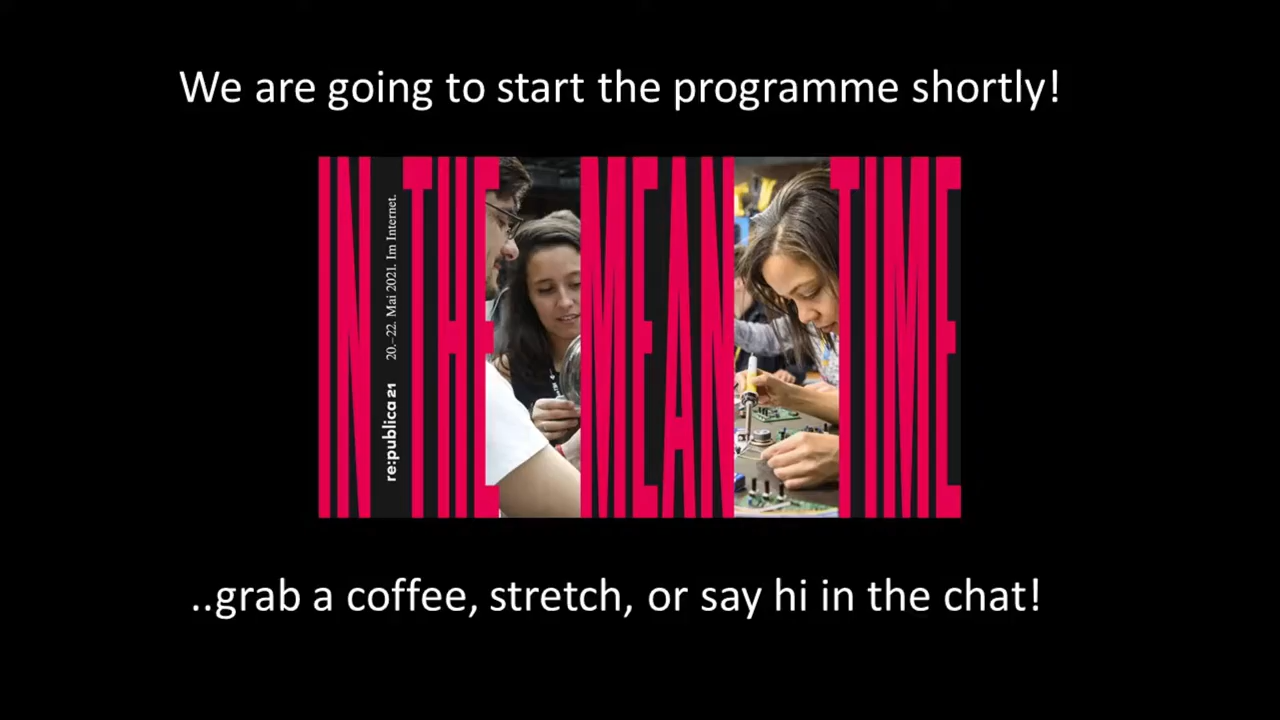 We are going to start the programme shortly!
IN THE MEAN TIME
re:publica 21 20.–22. Mai 2021. Im Internet.
..grab a coffee, stretch, or say hi in the chat!